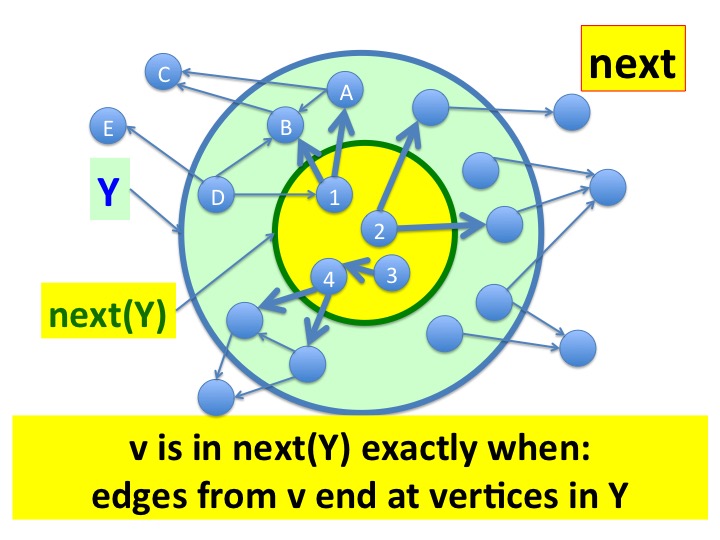 next
C
A
E
B
Y
D
1
2
4
3
next(Y)
v is in next(Y) exactly when:
edges from v end at vertices in Y